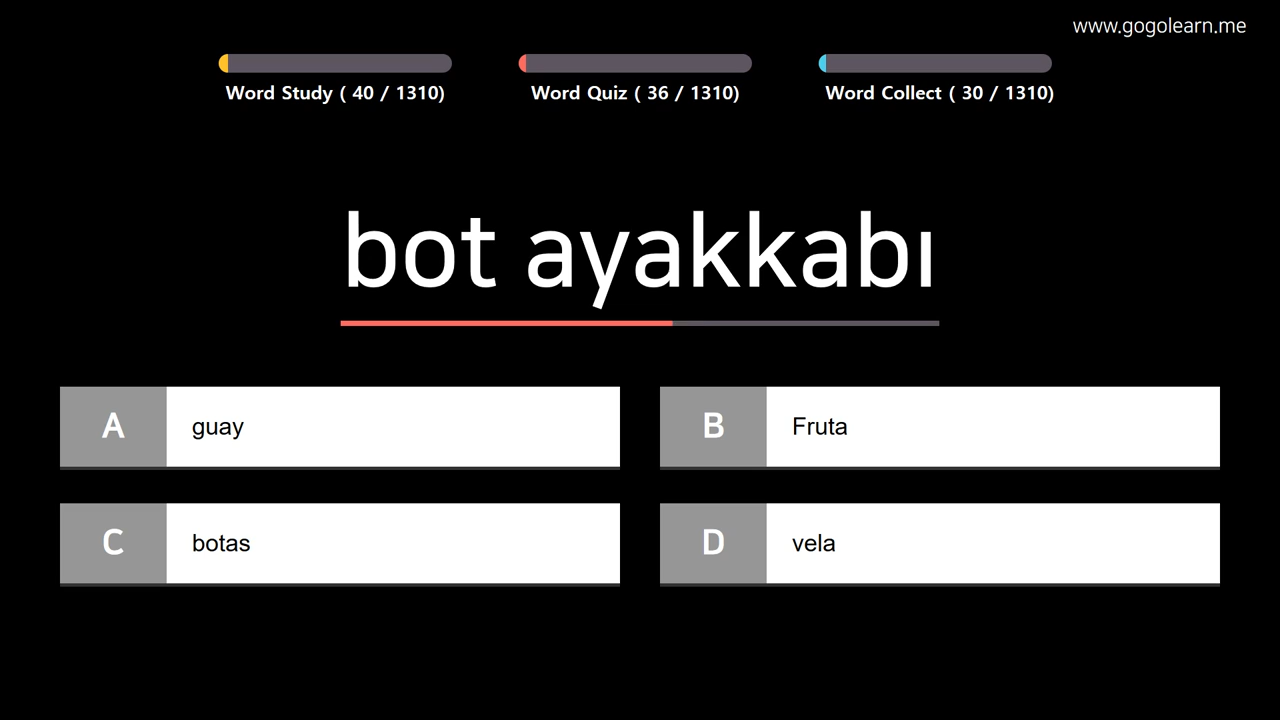 www.gogolearn.me
Word Study ( 40 / 1310)
Word Quiz ( 36 / 1310)
Word Collect ( 30 / 1310)
bot ayakkabı
A guay
B Fruta
C botas
D vela